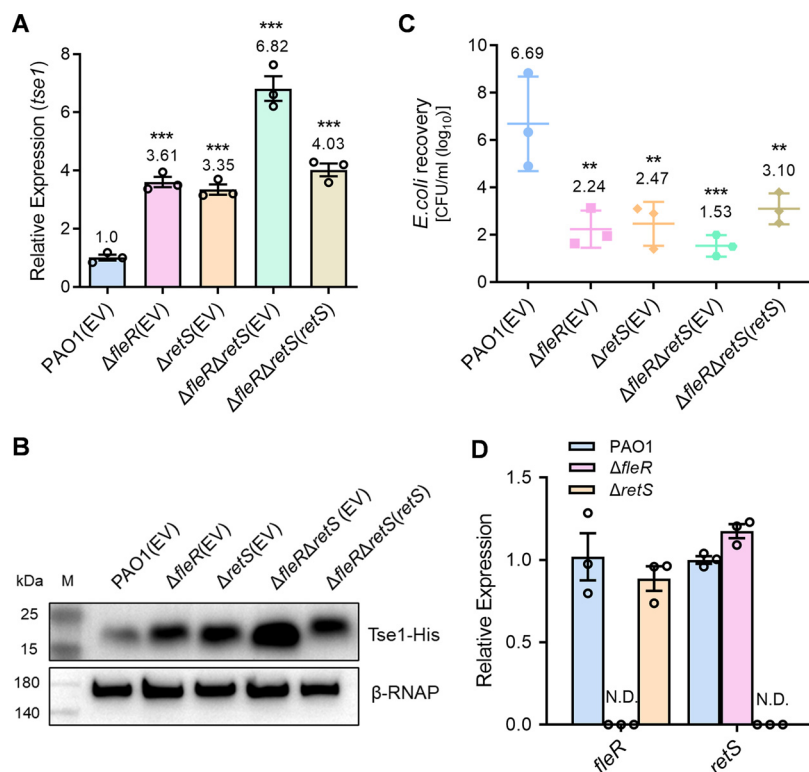 A
Relative Expression (tse1)
8
6
4
2
0
1.0
***
3.61
***
3.35
***
6.82
***
4.03
PAO1(EV)
ΔfleR(EV)
ΔretS(EV)
ΔfleRΔretS(EV)
ΔfleRΔretS(retS)
C
E.coli recovery
[CFU/ml (log10)]
10
8
6
4
2
0
6.69
**
2.24
**
2.47
***
1.53
**
3.10
PAO1(EV)
ΔfleR(EV)
ΔretS(EV)
ΔfleRΔretS(EV)
ΔfleRΔretS(retS)
B
PAO1(EV)
ΔfleR(EV)
ΔretS(EV)
ΔfleRΔretS(EV)
ΔfleRΔretS(retS)
kDa M
25
15
Tse1-His
180
140
β-RNAP
D
PAO1
ΔfleR
ΔretS
Relative Expression
1.5
1.0
0.5
0.0
N.D.
N.D.
fleR
retS